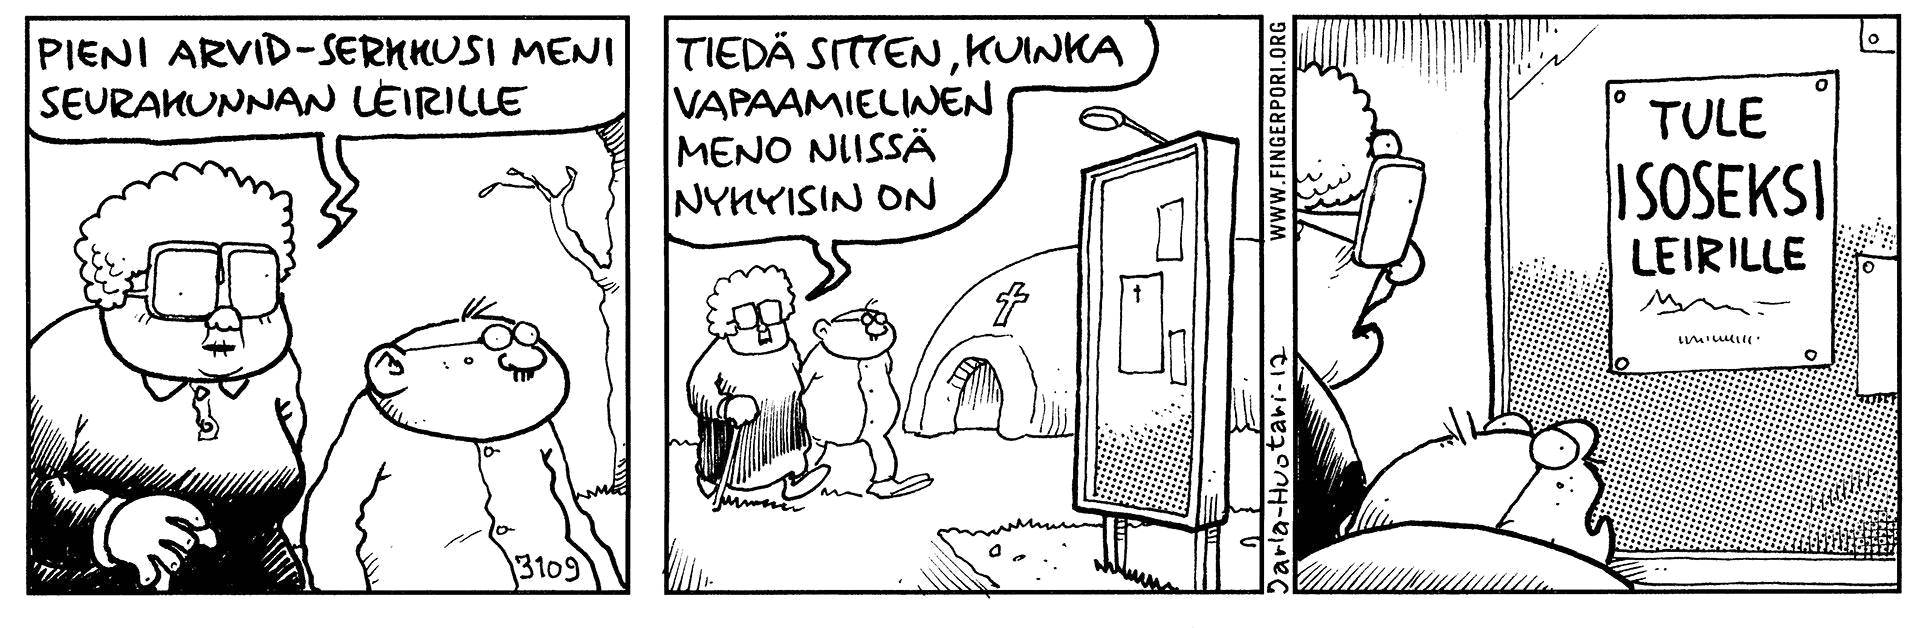 PIENI ARVID-SERKKUSI MENI
SEURAKUNNAN LEIRILLE
3109
TIEDÄ SITTEN, KUINKA
VAPAAMIELINEN
MENO NIISSÄ
NYKYISIN ON
WWW.FINGERPORI.ORG
Jarla-Huotari-12
TULE
ISOSEKSI
LEIRILLE